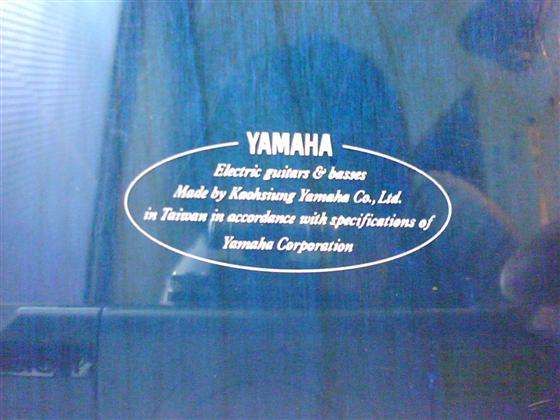 YAMAHA
Electric guitars & basses
Made by Kaohsiung Yamaha Co., Ltd.
in Taiwan in accordance with specifications of
Yamaha Corporation